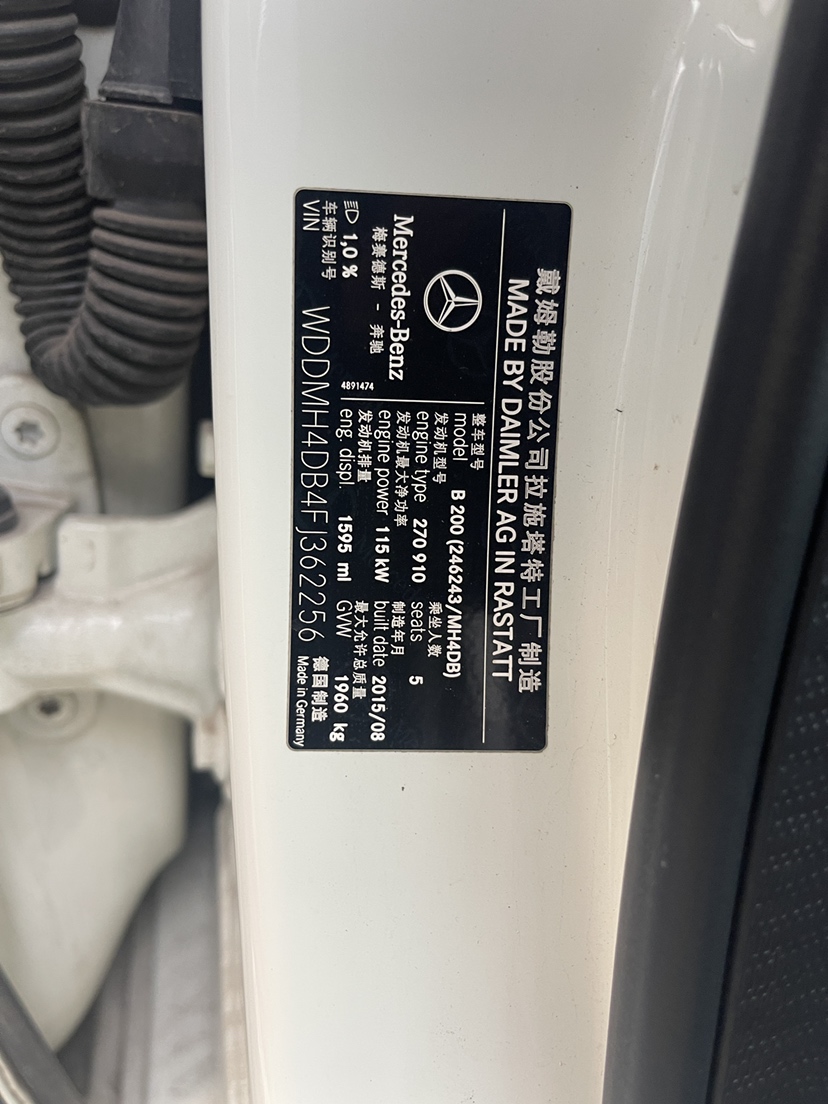 戴姆勒股份公司拉施塔特工厂制造
MADE BY DAIMLER AG IN RASTATT
Mercedes-Benz
梅赛德斯 - 奔驰
1,0 %
4891474
整车型号
model B 200 (246243/MH4DB)
发动机型号 乘坐人数
engine type 270 910 seats 5
发动机最大净功率 制造年月
engine power 115 kW built date 2015/08
发动机排量 最大允许总质量
eng. displ. 1595 ml GVW 1960 kg
车辆识别号 德国制造
VIN WDDMH4DB4FJ362256 Made in Germany